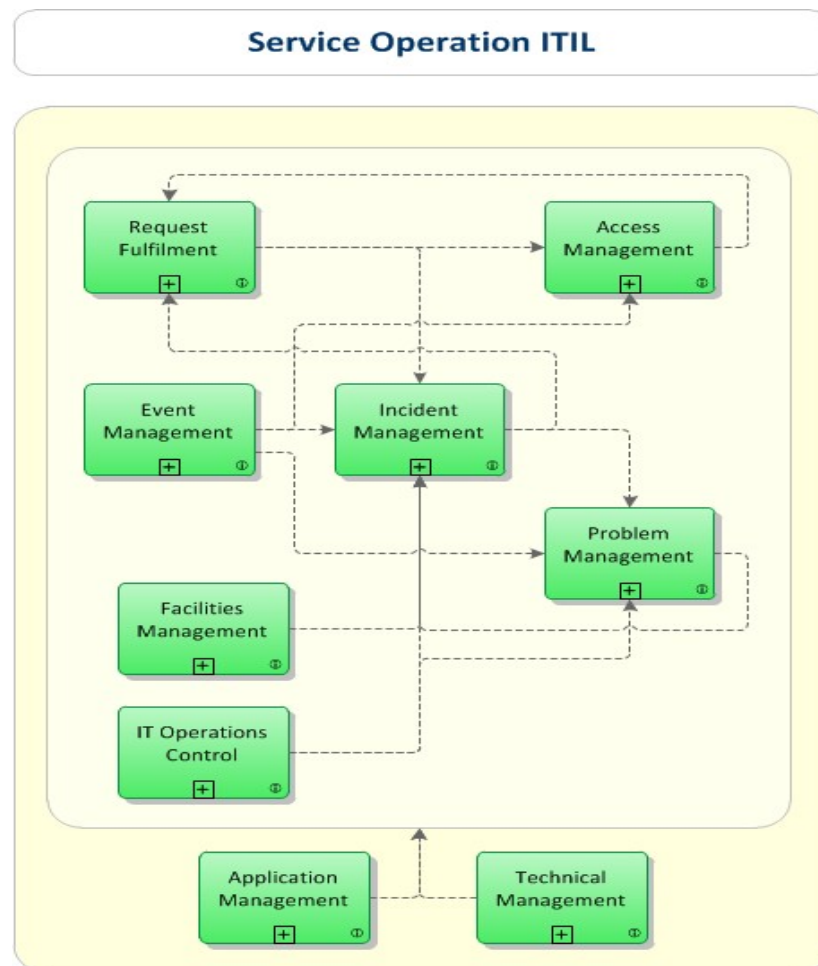 Service Operation ITIL
Request
Fulfilment
Access
Management
Event
Management
Incident
Management
Problem
Management
Facilities
Management
IT Operations
Control
Application
Management
Technical
Management